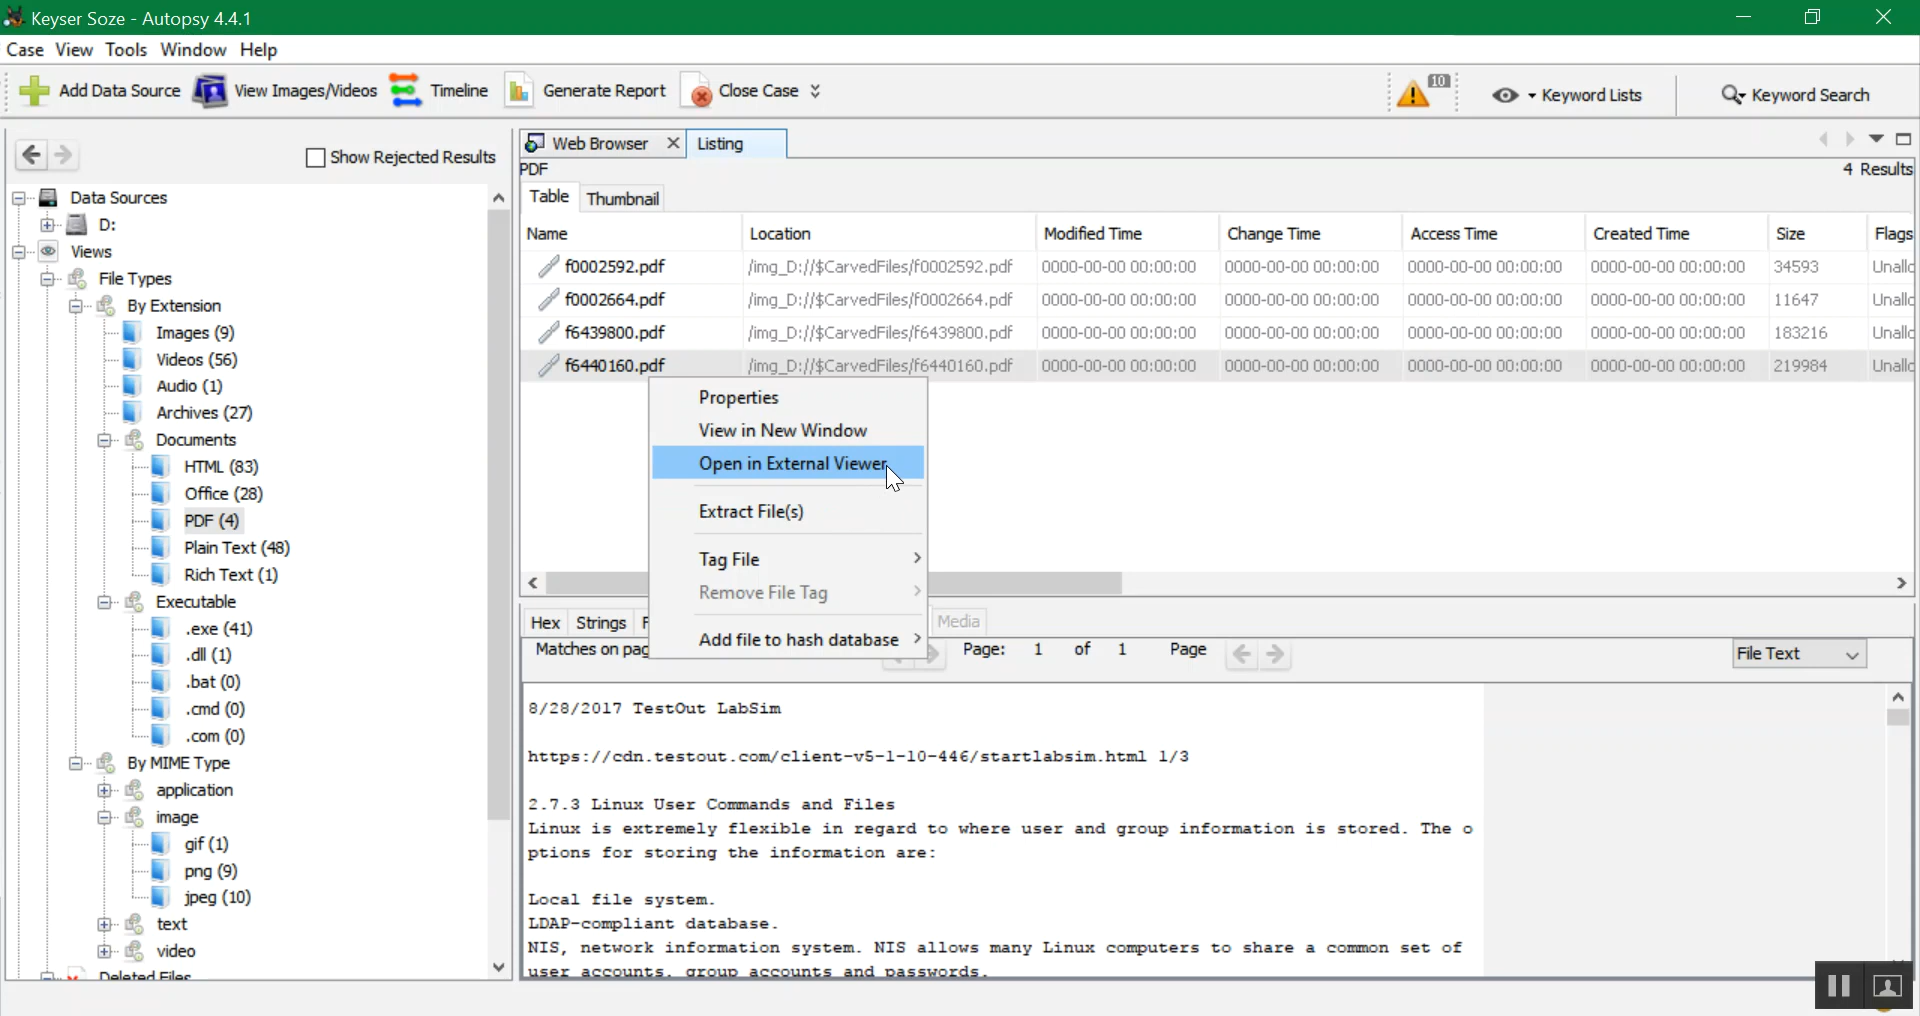 Keyser Soze - Autopsy 4.4.1
Case View Tools Window Help
Add Data Source View Images/Videos Timeline Generate Report Close Case 10 Keyword Lists Keyword Search
Show Rejected Results
Data Sources
D:
Views
File Types
By Extension
Images (9)
Videos (56)
Audio (1)
Archives (27)
Documents
HTML (83)
Office (28)
PDF (4)
Plain Text (48)
Rich Text (1)
Executable
.exe (41)
.dll (1)
.bat (0)
.cmd (0)
.com (0)
By MIME Type
application
image
gif (1)
png (9)
jpeg (10)
text
video
Deleted Files
Web Browser Listing
PDF 4 Results
Table Thumbnail
Name Location Modified Time Change Time Access Time Created Time Size Flags
f0002592.pdf /img_D://$CarvedFiles/f0002592.pdf 0000-00-00 00:00:00 0000-00-00 00:00:00 0000-00-00 00:00:00 0000-00-00 00:00:00 34593 Unalloc
f0002664.pdf /img_D://$CarvedFiles/f0002664.pdf 0000-00-00 00:00:00 0000-00-00 00:00:00 0000-00-00 00:00:00 0000-00-00 00:00:00 11647 Unalloc
f6439800.pdf /img_D://$CarvedFiles/f6439800.pdf 0000-00-00 00:00:00 0000-00-00 00:00:00 0000-00-00 00:00:00 0000-00-00 00:00:00 183216 Unalloc
f6440160.pdf /img_D://$CarvedFiles/f6440160.pdf 0000-00-00 00:00:00 0000-00-00 00:00:00 0000-00-00 00:00:00 0000-00-00 00:00:00 219984 Unalloc
Properties
View in New Window
Open in External Viewer
Extract File(s)
Tag File
Remove File Tag
Add file to hash database
Hex Strings F Media
Matches on pag Page: 1 of 1 Page File Text
8/28/2017 TestOut LabSim
https://cdn.testout.com/client-v5-1-10-446/startlabsim.html 1/3
2.7.3 Linux User Commands and Files
Linux is extremely flexible in regard to where user and group information is stored. The o
ptions for storing the information are:
Local file system.
LDAP-compliant database.
NIS, network information system. NIS allows many Linux computers to share a common set of
user accounts, group accounts and passwords.